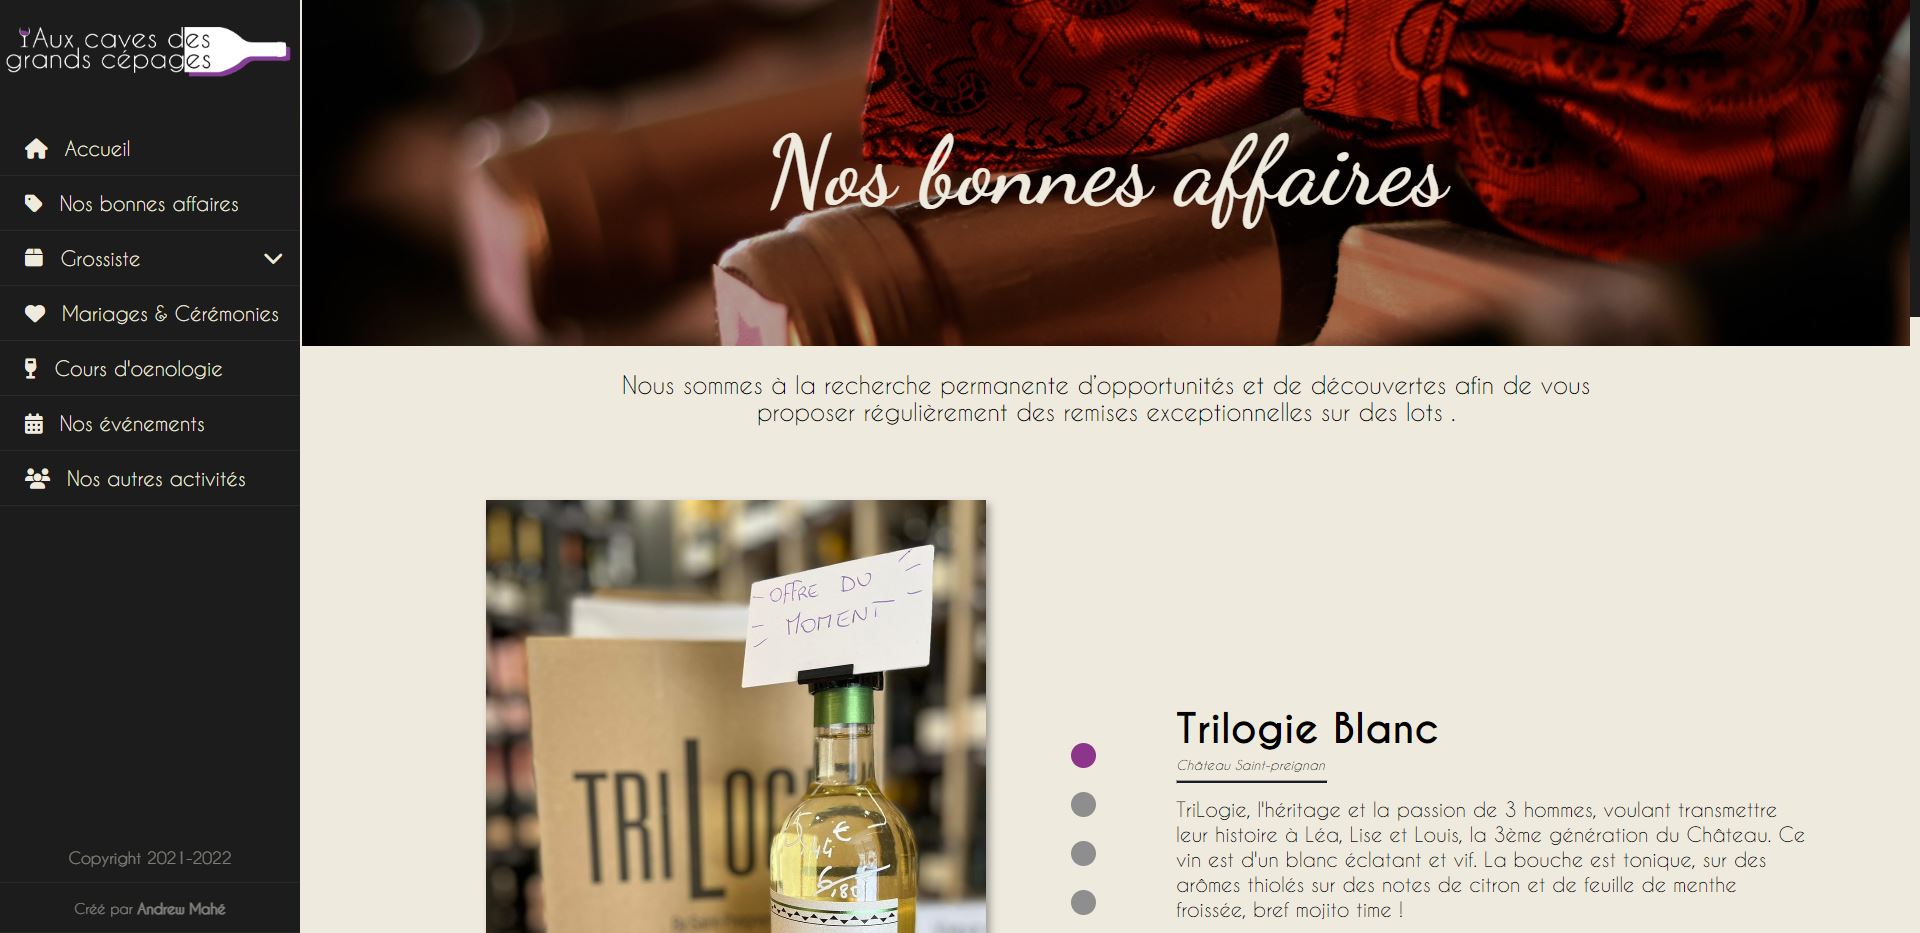 Aux caves des
grands cépages
Accueil
Nos bonnes affaires
Grossiste
Mariages & Cérémonies
Cours d'oenologie
Nos événements
Nos autres activités
Copyright 2021-2022
Créé par Andrew Mahé
Nos bonnes affaires
Nous sommes à la recherche permanente d’opportunités et de découvertes afin de vous
proposer régulièrement des remises exceptionnelles sur des lots .
OFFRE DU
MOMENT
TRILOG
5,44 €
6,80
Trilogie Blanc
Château Saint-preignan
TriLogie, l'héritage et la passion de 3 hommes, voulant transmettre
leur histoire à Léa, Lise et Louis, la 3ème génération du Château. Ce
vin est d'un blanc éclatant et vif. La bouche est tonique, sur des
arômes thiolés sur des notes de citron et de feuille de menthe
froissée, bref mojito time !